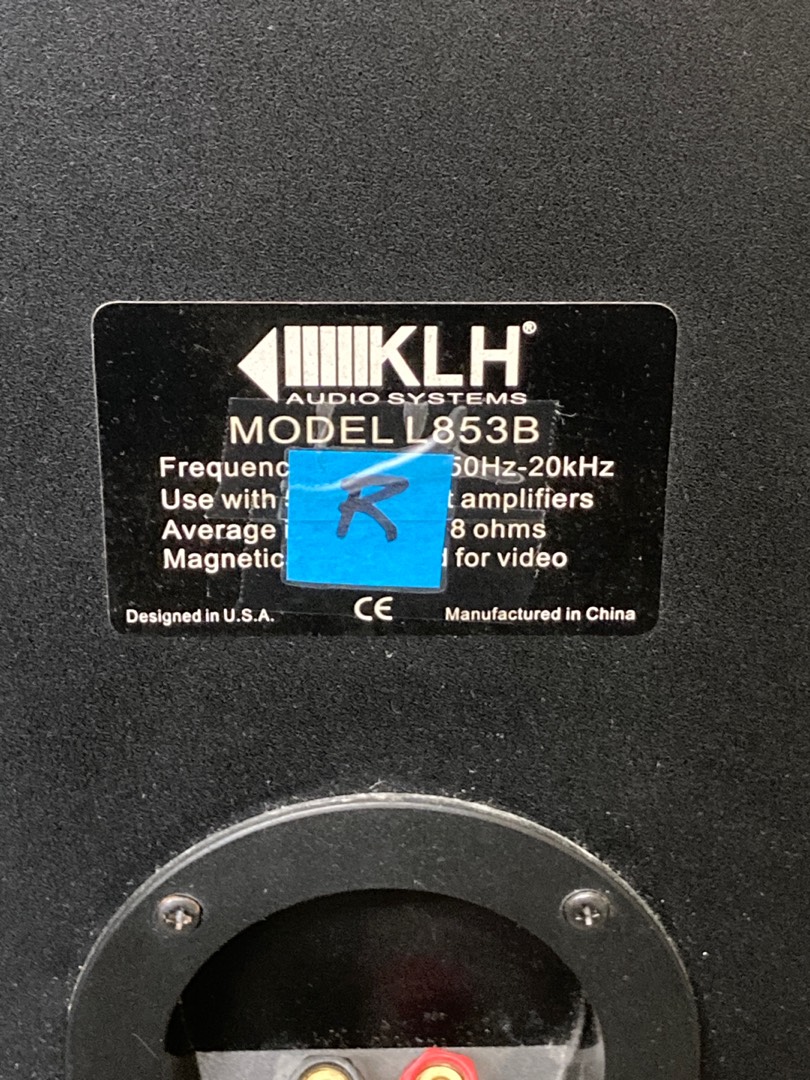 KLH®
AUDIO SYSTEMS
MODEL L853B
Frequenc 50Hz-20kHz
Use with amplifiers
Average 8 ohms
Magnetic for video
R
Designed in U.S.A. CE Manufactured in China